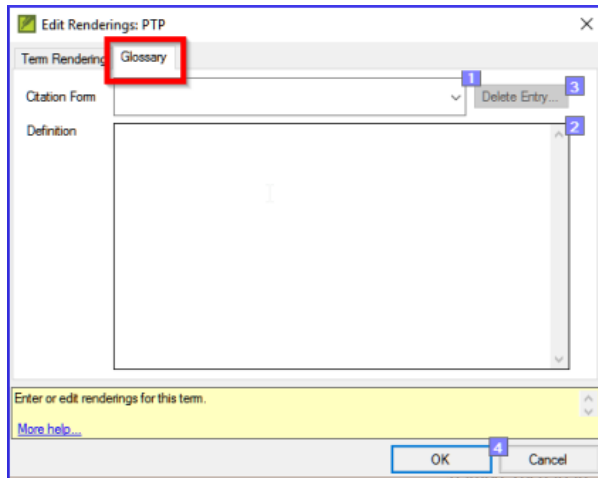 Edit Renderings: PTP
Term Rendering Glossary
1
Citation Form Delete Entry... 3
Definition 2
Enter or edit renderings for this term.
More help...
4
OK Cancel